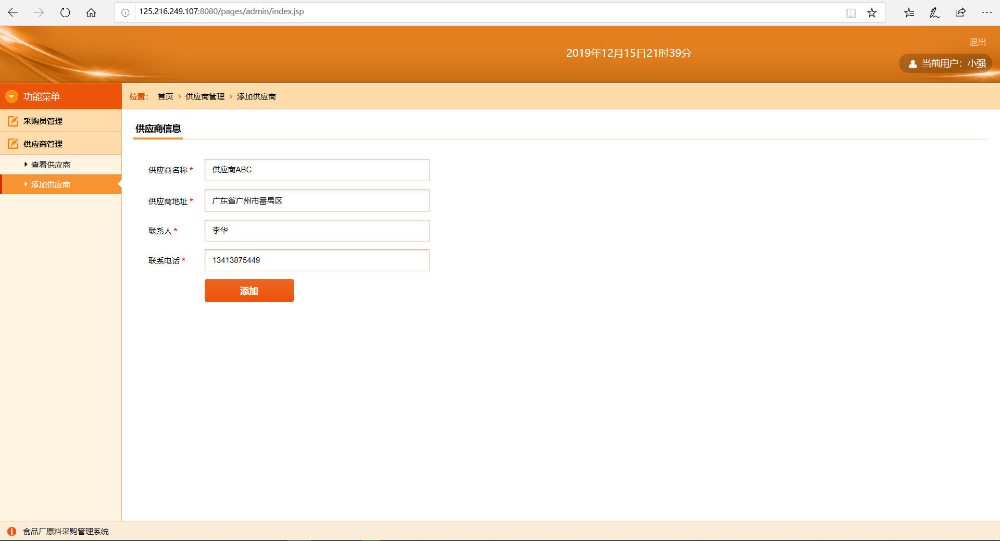 125.216.249.107:8080/pages/admin/index.jsp
退出
2019年12月15日21时39分
当前用户：小强
功能菜单
位置： 首页 > 供应商管理 > 添加供应商
采购员管理
供应商管理
查看供应商
添加供应商
供应商信息
供应商名称 * 供应商ABC
供应商地址 * 广东省广州市番禺区
联系人 * 李华
联系电话 * 13413875449
添加
食品厂原料采购管理系统